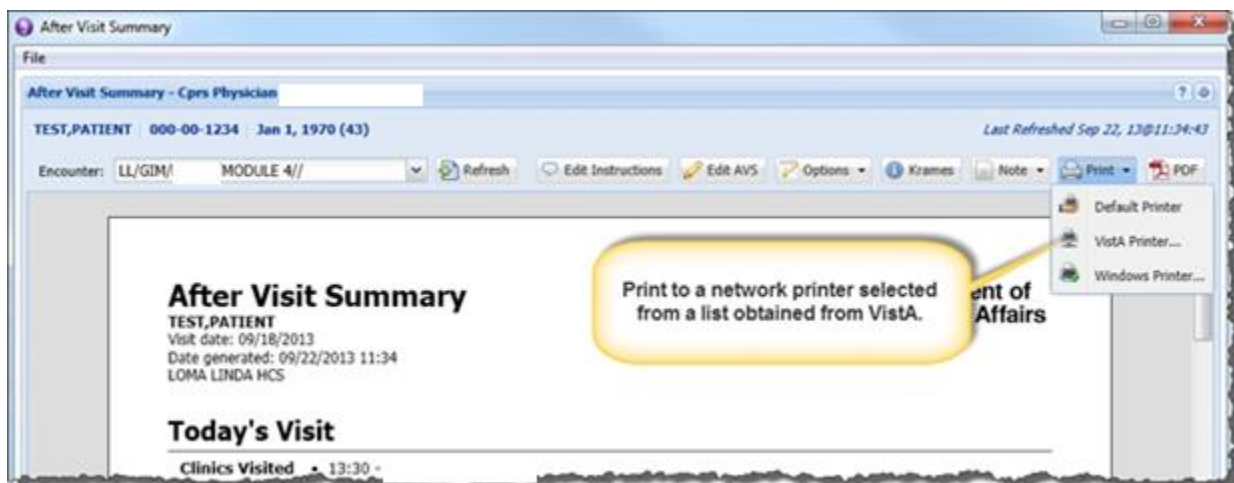 After Visit Summary
File
After Visit Summary - Cprs Physician
TEST,PATIENT 000-00-1234 Jan 1, 1970 (43) Last Refreshed Sep 22, 13@11:34:43
Encounter: LL/GIM/ MODULE 4// Refresh Edit Instructions Edit AVS Options Krames Note Print PDF
Default Printer
VistA Printer...
Windows Printer...
Print to a network printer selected
from a list obtained from VistA.
After Visit Summary
ent of
Affairs
TEST,PATIENT
Visit date: 09/18/2013
Date generated: 09/22/2013 11:34
LOMA LINDA HCS
Today's Visit
Clinics Visited • 13:30 -